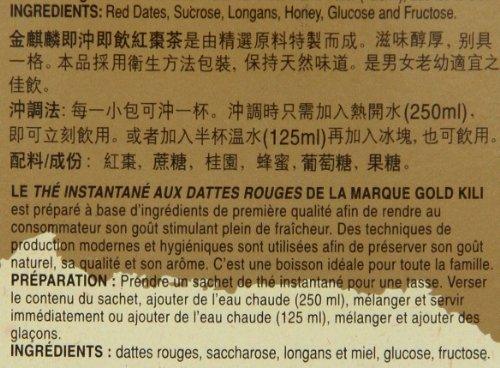 INGREDIENTS: Red Dates, Sucrose, Longans, Honey, Glucose and Fructose.
金麒麟即沖即飲紅棗茶是由精選原料特製而成。滋味醇厚，別具
一格。本品採用衛生方法包裝，保持天然味道。是男女老幼適宜之
佳飲。
沖調法：每一小包可沖一杯。沖調時只需加入熱開水(250ml)，
即可立刻飲用。或者加入半杯温水(125ml)再加入冰塊，也可飲用。
配料/成份：紅棗，蔗糖，桂園，蜂蜜，葡萄糖，果糖。
LE THÉ INSTANTANÉ AUX DATTES ROUGES DE LA MARQUE GOLD KILI
est préparé à base d'ingrédients de première qualité afin de rendre au
consommateur son goût stimulant plein de fraîcheur. Des techniques de
production modernes et hygiéniques sont utilisées afin de préserver son goût
naturel, sa qualité et son arôme. C'est une boisson idéale pour toute la famille.
PRÉPARATION : Prendre un sachet de thé instantané pour une tasse. Verser
le contenu du sachet, ajouter de l'eau chaude (250 ml), mélanger et servir
immédiatement ou ajouter de l'eau chaude (125 ml), mélanger et ajouter des
glaçons.
INGRÉDIENTS : dattes rouges, saccharose, longans et miel, glucose, fructose.